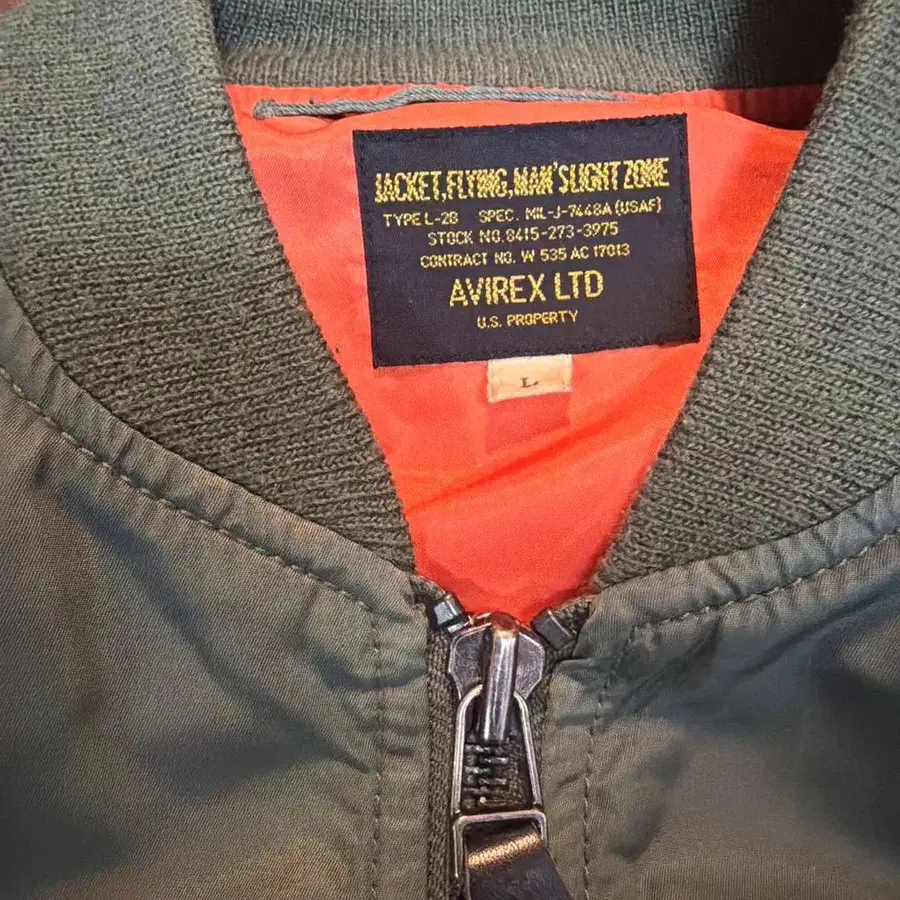 JACKET,FLYING,MAN'S LIGHT ZONE
TYPE L-2B SPEC. MIL-J-7448A (USAF)
STOCK NO. 8415-273-3975
CONTRACT NO. W 535 AC 17013
AVIREX LTD
U.S. PROPERTY
L